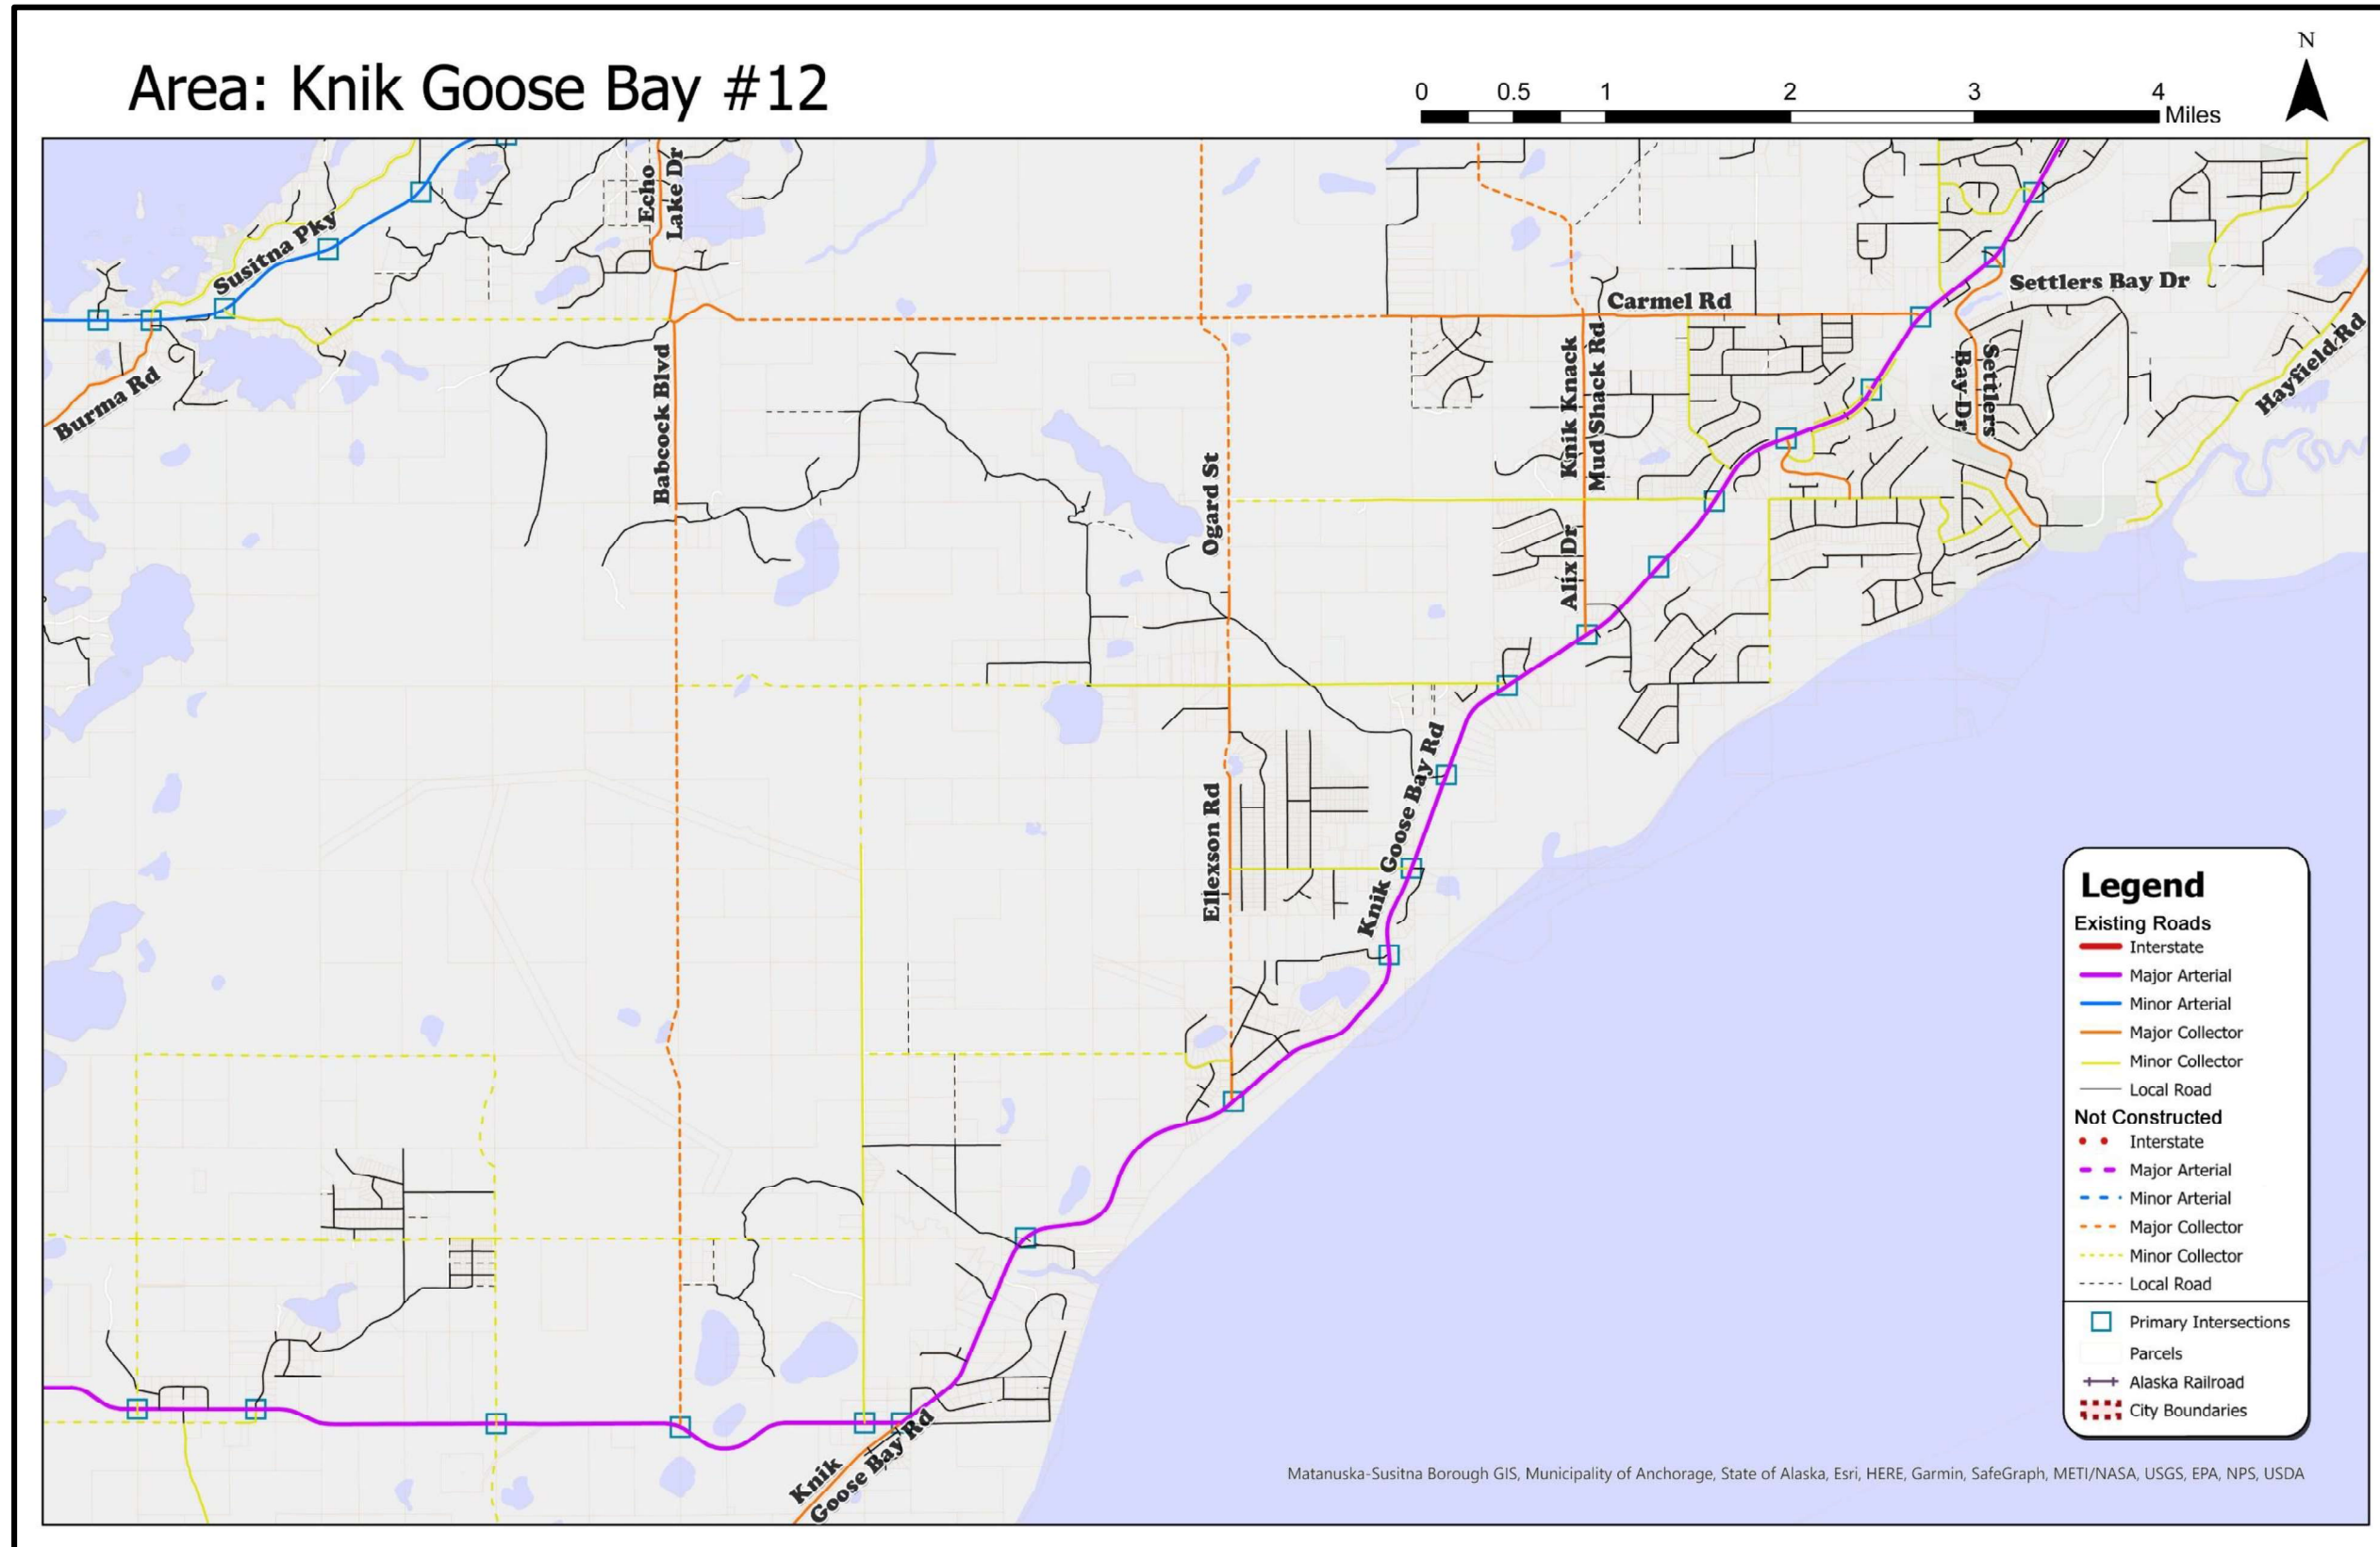 Area: Knik Goose Bay #12
N
0 0.5 1 2 3 4
Miles
Echo
Lake Dr
Susitna Pky
Settlers Bay Dr
Carmel Rd
Burma Rd
Babcock Blvd
Knik Knack
Mud Shack Rd
Settlers
Bay Dr
Hayfield Rd
Ogard St
Alix Dr
Knik Goose Bay Rd
Ellexson Rd
Knik
Goose Bay Rd
Legend
Existing Roads
Interstate
Major Arterial
Minor Arterial
Major Collector
Minor Collector
Local Road
Not Constructed
Interstate
Major Arterial
Minor Arterial
Major Collector
Minor Collector
Local Road
Primary Intersections
Parcels
Alaska Railroad
City Boundaries
Matanuska-Susitna Borough GIS, Municipality of Anchorage, State of Alaska, Esri, HERE, Garmin, SafeGraph, METI/NASA, USGS, EPA, NPS, USDA